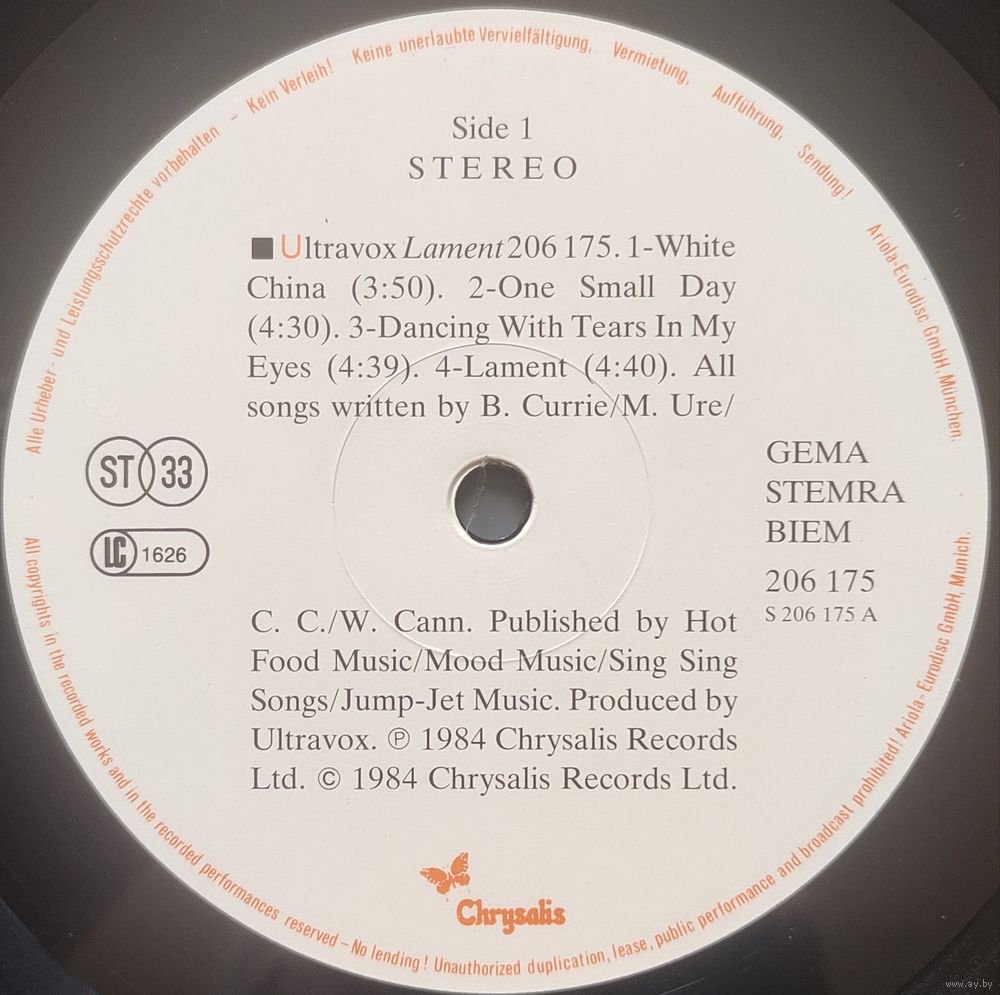 Alle Urheber- und Leistungsschutzrechte vorbehalten – Kein Verleih! Keine unerlaubte Vervielfältigung, Vermietung, Aufführung, Sendung! Ariola-Eurodisc GmbH, München.
Side 1
STEREO
■ Ultravox Lament 206 175. 1-White
China (3:50). 2-One Small Day
(4:30). 3-Dancing With Tears In My
Eyes (4:39). 4-Lament (4:40). All
songs written by B. Currie/M. Ure/
ST 33
LC 1626
GEMA
STEMRA
BIEM
206 175
S 206 175 A
C. C./W. Cann. Published by Hot
Food Music/Mood Music/Sing Sing
Songs/Jump-Jet Music. Produced by
Ultravox. ℗ 1984 Chrysalis Records
Ltd. © 1984 Chrysalis Records Ltd.
Chrysalis
All copyrights in the recorded works and in the recorded performances reserved – No lending! Unauthorized duplication, lease, public performance and broadcast prohibited! Ariola-Eurodisc GmbH, Munich.
www.ay.by